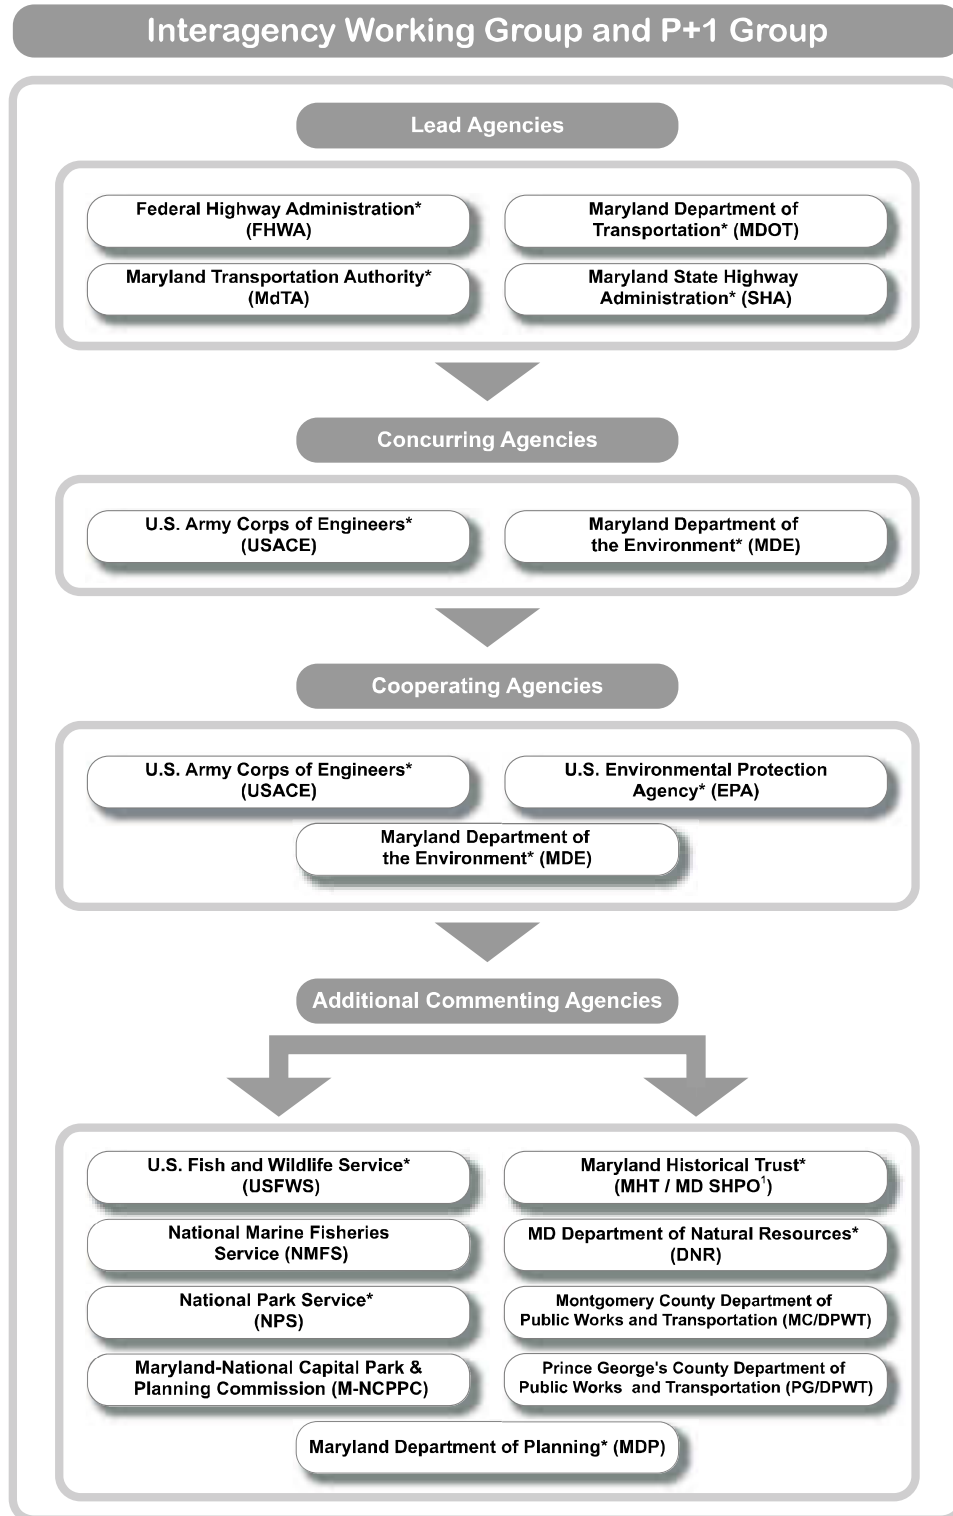 Interagency Working Group and P+1 Group
Lead Agencies
Federal Highway Administration*
(FHWA)
Maryland Department of
Transportation* (MDOT)
Maryland Transportation Authority*
(MdTA)
Maryland State Highway
Administration* (SHA)
Concurring Agencies
U.S. Army Corps of Engineers*
(USACE)
Maryland Department of
the Environment* (MDE)
Cooperating Agencies
U.S. Army Corps of Engineers*
(USACE)
U.S. Environmental Protection
Agency* (EPA)
Maryland Department of
the Environment* (MDE)
Additional Commenting Agencies
U.S. Fish and Wildlife Service*
(USFWS)
Maryland Historical Trust*
(MHT / MD SHPO¹)
National Marine Fisheries
Service (NMFS)
MD Department of Natural Resources*
(DNR)
National Park Service*
(NPS)
Montgomery County Department of
Public Works and Transportation (MC/DPWT)
Maryland-National Capital Park &
Planning Commission (M-NCPPC)
Prince George's County Department of
Public Works and Transportation (PG/DPWT)
Maryland Department of Planning* (MDP)